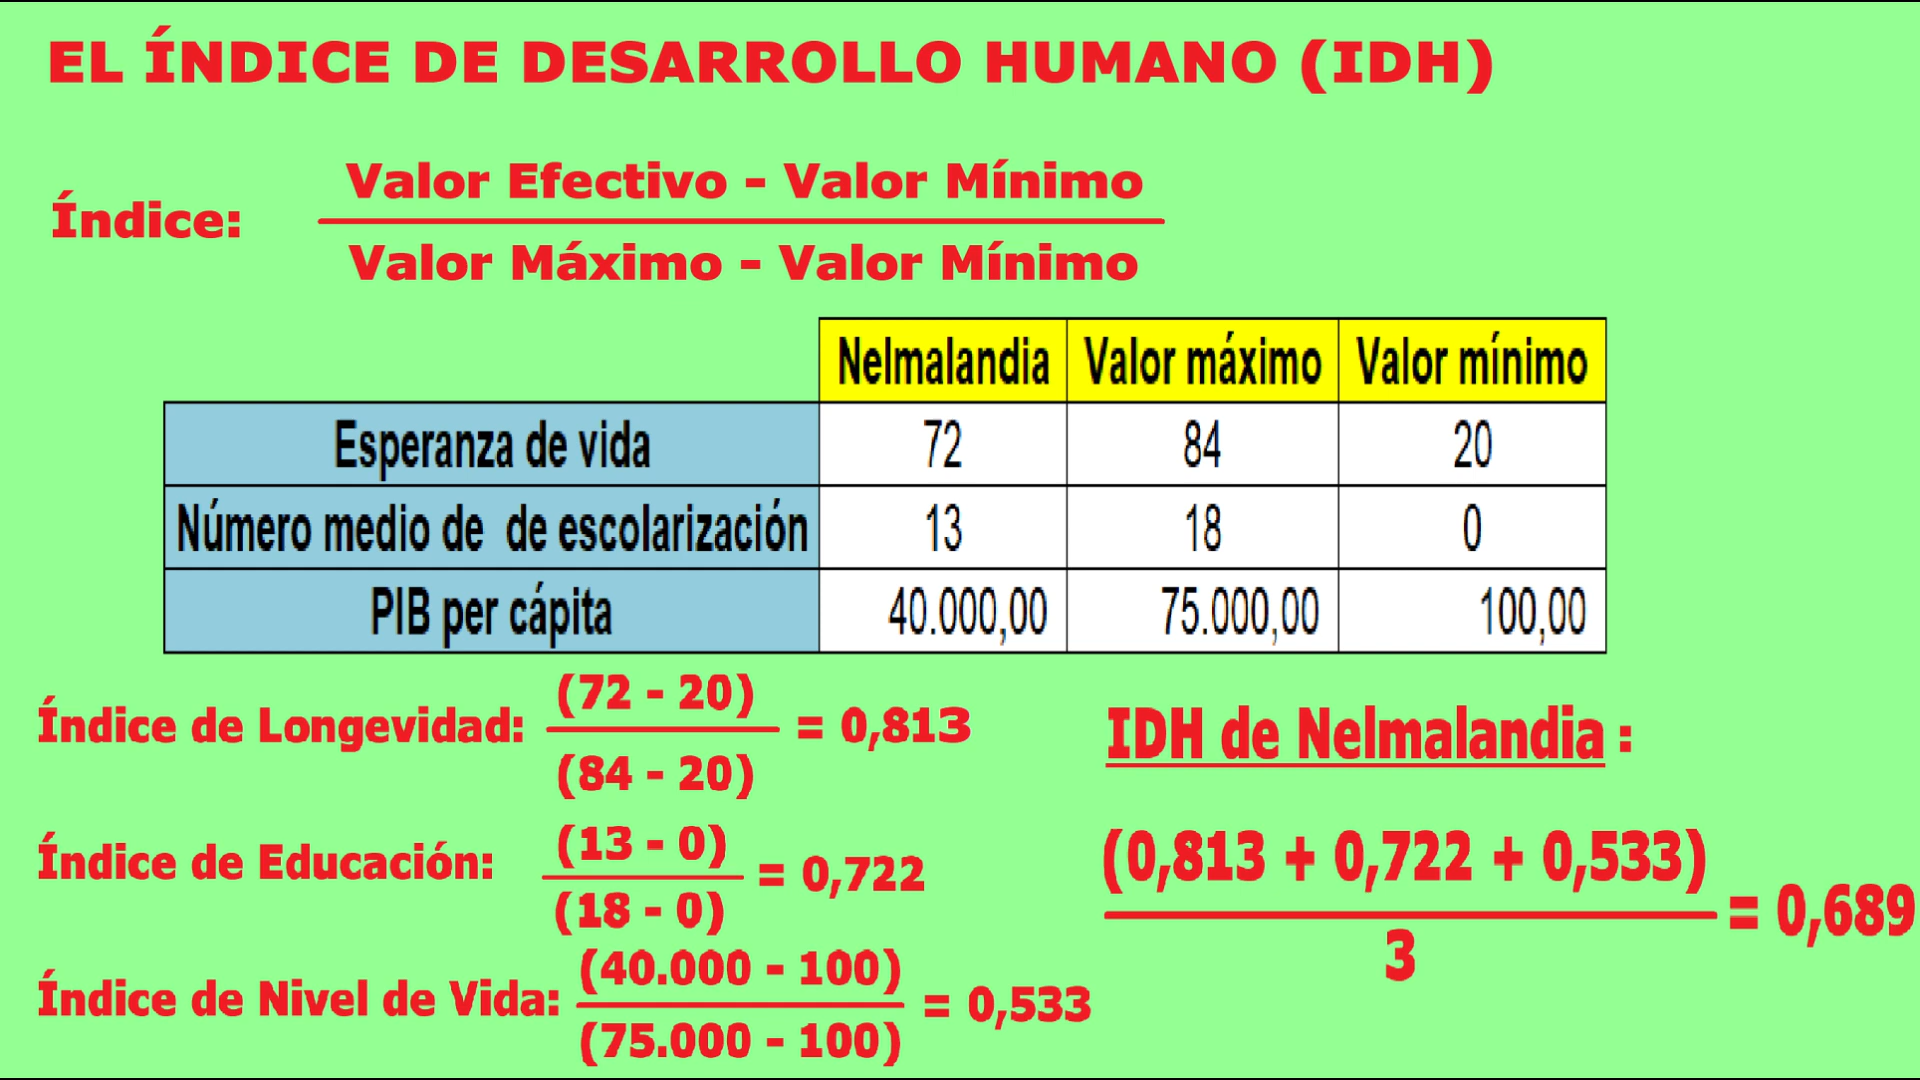 EL ÍNDICE DE DESARROLLO HUMANO (IDH)
Índice:
Valor Efectivo - Valor Mínimo
Valor Máximo - Valor Mínimo
Nelmalandia Valor máximo Valor mínimo
Esperanza de vida 72 84 20
Número medio de de escolarización 13 18 0
PIB per cápita 40.000,00 75.000,00 100,00
Índice de Longevidad:
(72 - 20)
(84 - 20)
= 0,813
Índice de Educación:
(13 - 0)
(18 - 0)
= 0,722
Índice de Nivel de Vida:
(40.000 - 100)
(75.000 - 100)
= 0,533
IDH de Nelmalandia :
(0,813 + 0,722 + 0,533)
3
= 0,689